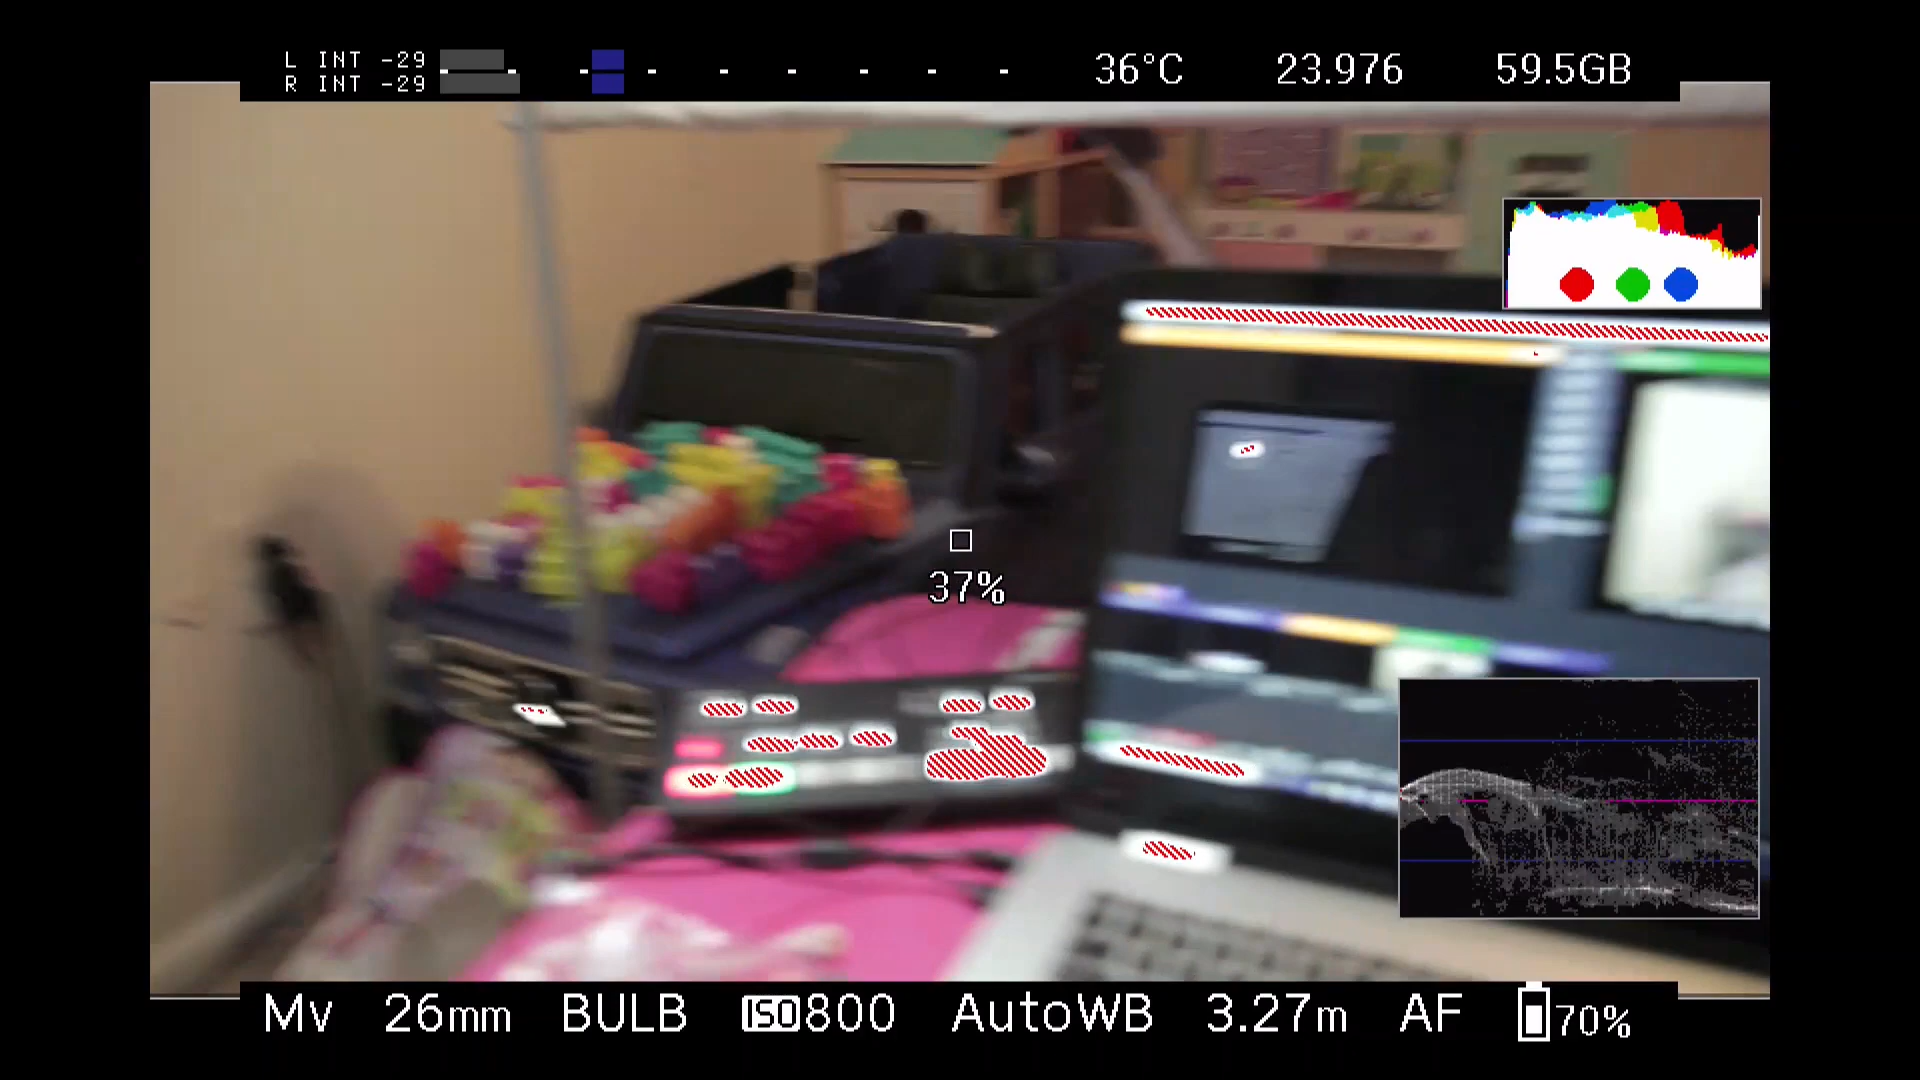 L INT -29
R INT -29
36°C 23.976 59.5GB
37%
Mv 26mm BULB ISO800 AutoWB 3.27m AF 70%